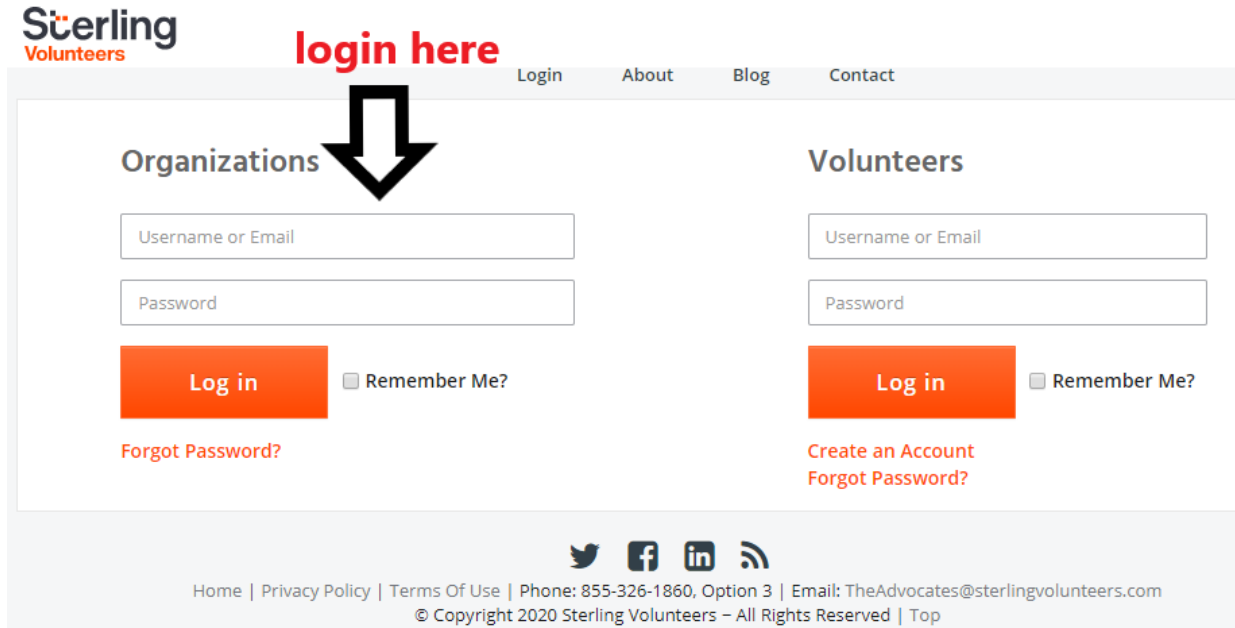 Sterling
Volunteers
login here
Login About Blog Contact
Organizations
Username or Email
Password
Log in Remember Me?
Forgot Password?
Volunteers
Username or Email
Password
Log in Remember Me?
Create an Account
Forgot Password?
Home | Privacy Policy | Terms Of Use | Phone: 855-326-1860, Option 3 | Email: TheAdvocates@sterlingvolunteers.com
© Copyright 2020 Sterling Volunteers – All Rights Reserved | Top